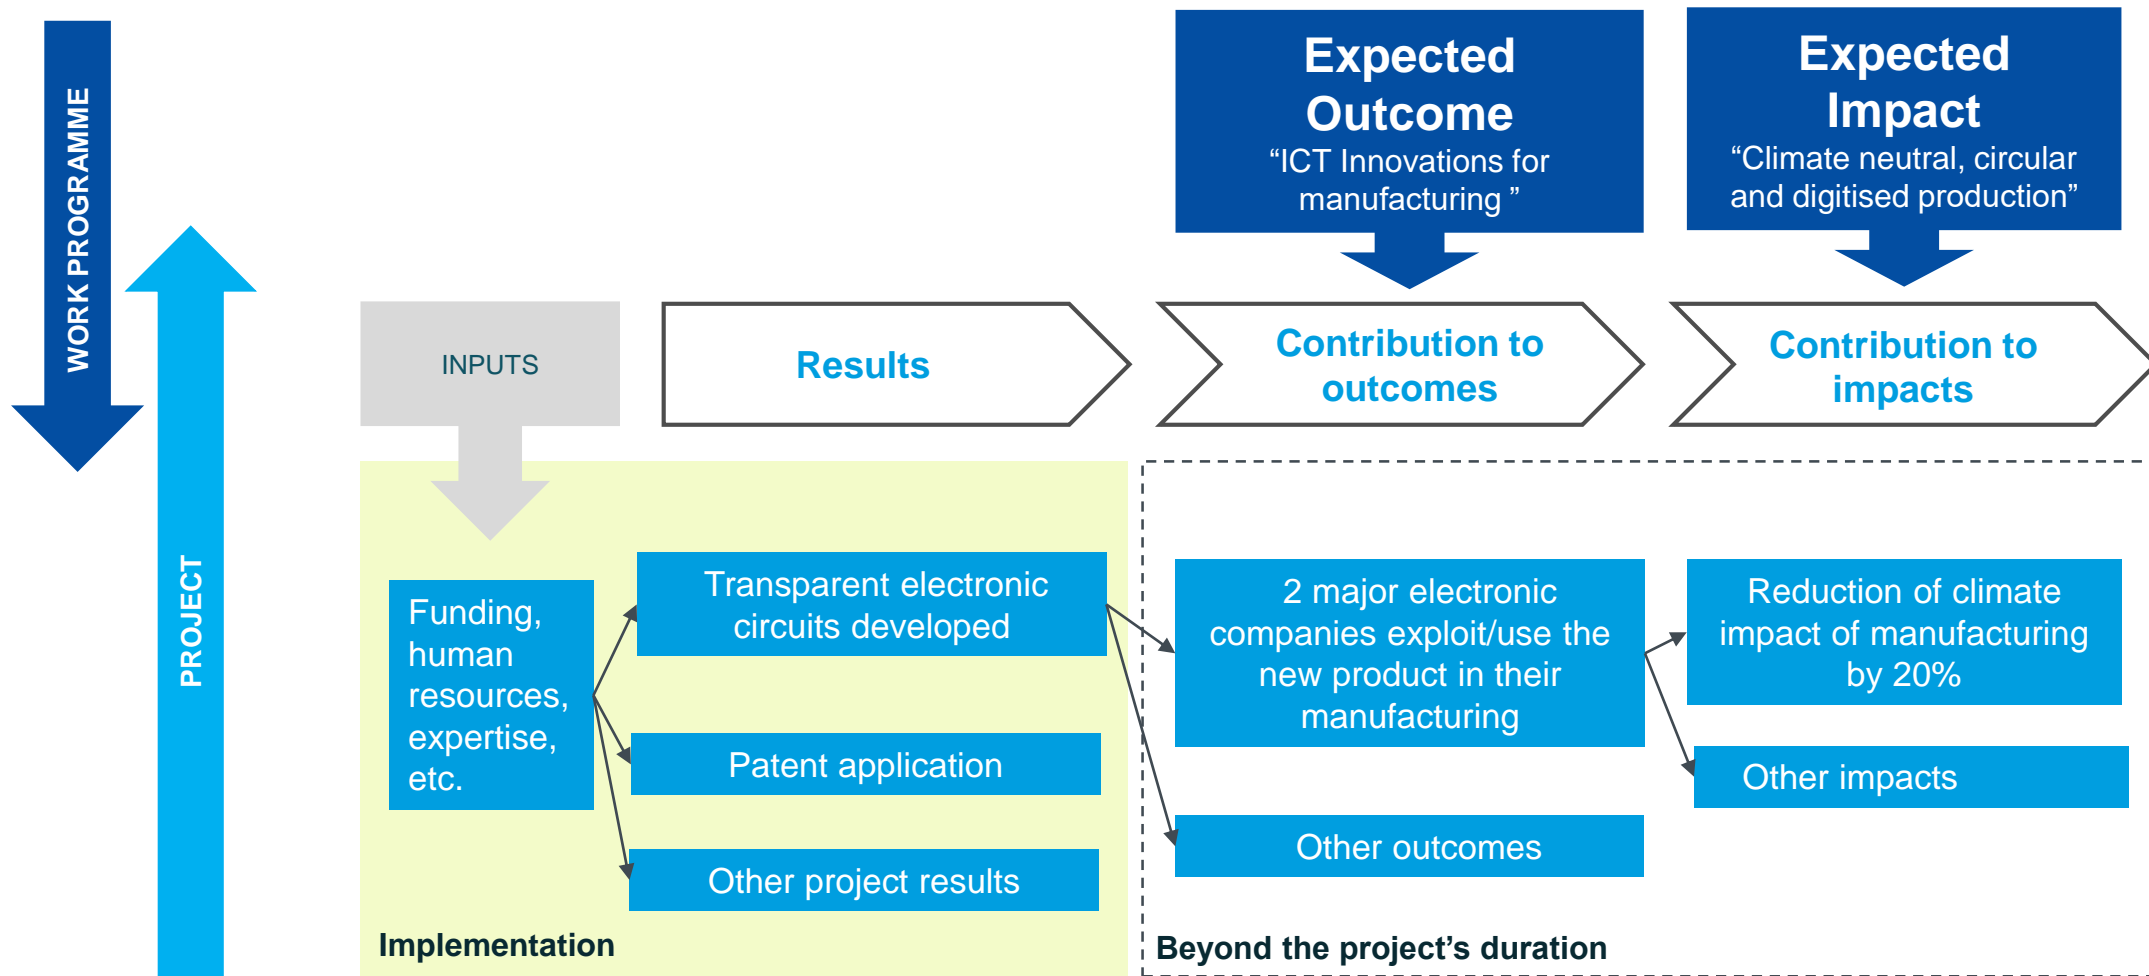 WORK PROGRAMME
PROJECT
Expected
Outcome
“ICT Innovations for
manufacturing ”
Expected
Impact
“Climate neutral, circular
and digitised production”
INPUTS
Results
Contribution to
outcomes
Contribution to
impacts
Funding,
human
resources,
expertise,
etc.
Transparent electronic
circuits developed
Patent application
Other project results
Implementation
2 major electronic
companies exploit/use the
new product in their
manufacturing
Other outcomes
Reduction of climate
impact of manufacturing
by 20%
Other impacts
Beyond the project’s duration